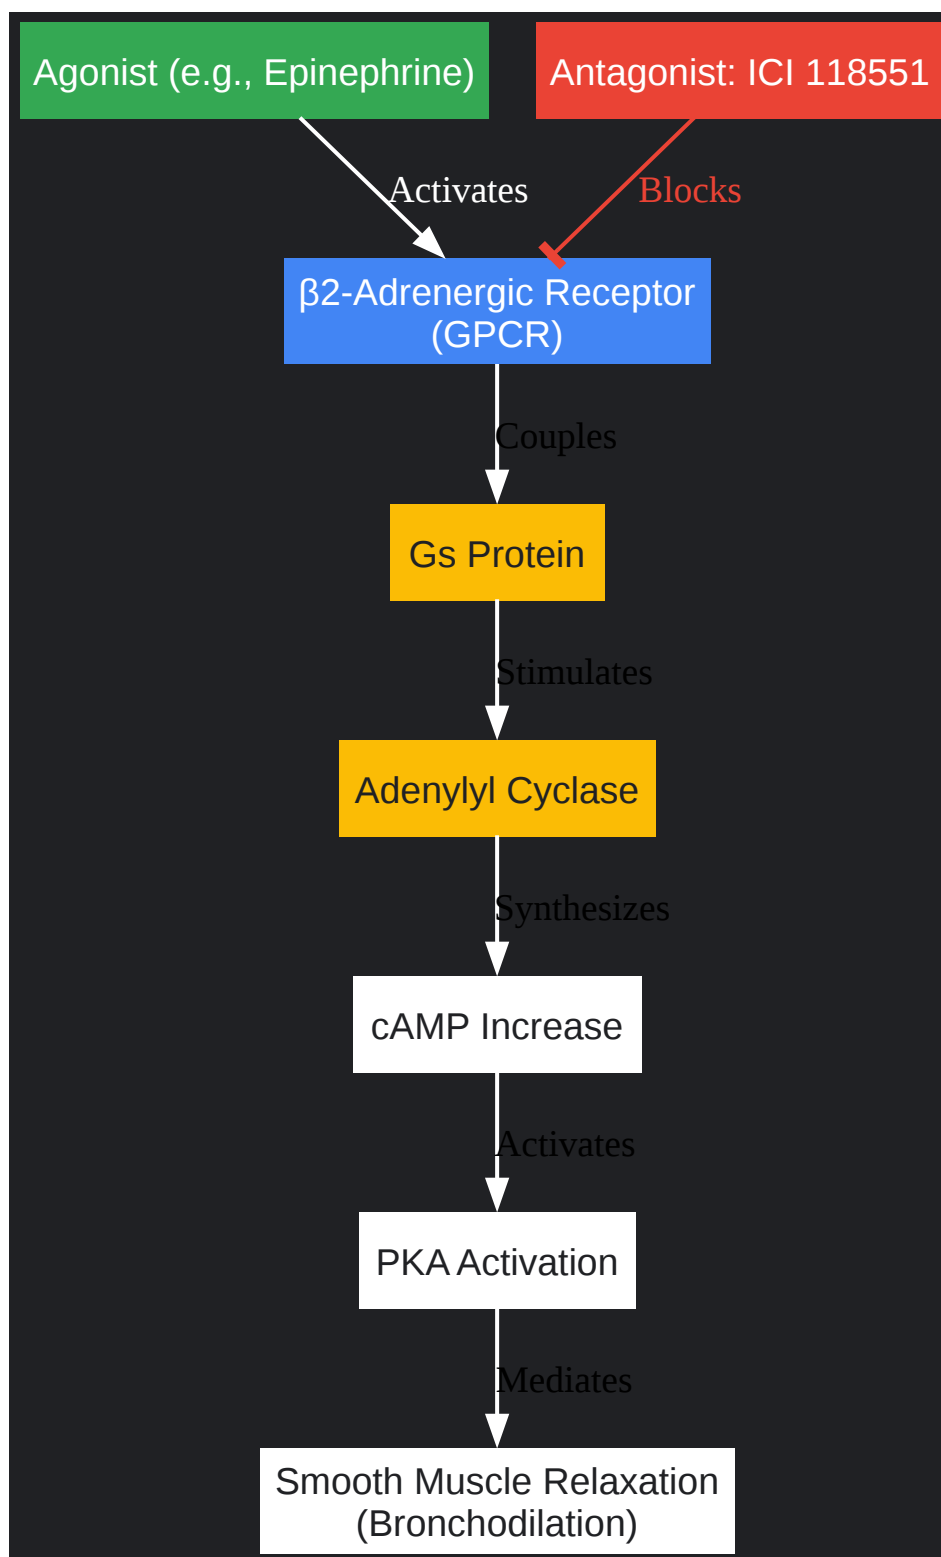 Agonist (e.g., Epinephrine)
Antagonist: ICI 118551
Activates
Blocks
β2-Adrenergic Receptor
(GPCR)
Couples
Gs Protein
Stimulates
Adenylyl Cyclase
Synthesizes
cAMP Increase
Activates
PKA Activation
Mediates
Smooth Muscle Relaxation
(Bronchodilation)